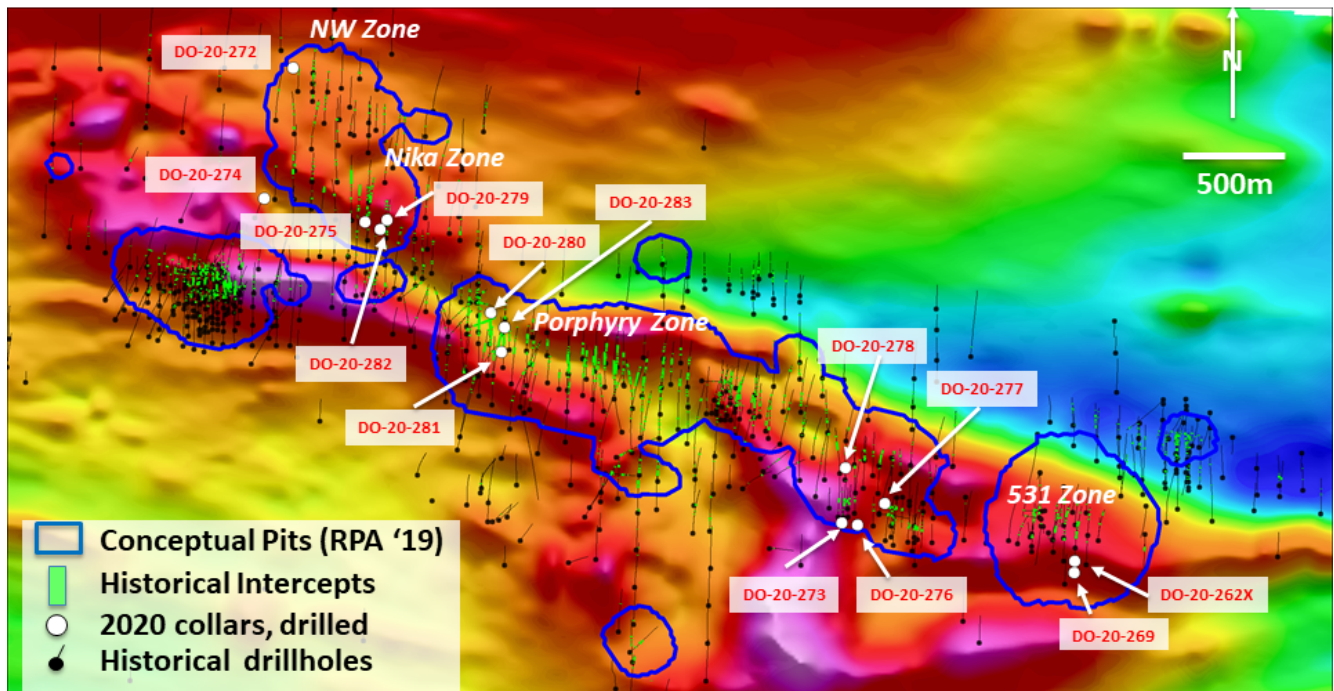 NW Zone
DO-20-272
N
Nika Zone
500m
DO-20-274
DO-20-279
DO-20-283
DO-20-275
DO-20-280
Porphyry Zone
DO-20-278
DO-20-282
DO-20-277
DO-20-281
531 Zone
Conceptual Pits (RPA ‘19)
Historical Intercepts
2020 collars, drilled
Historical drillholes
DO-20-273
DO-20-276
DO-20-262X
DO-20-269